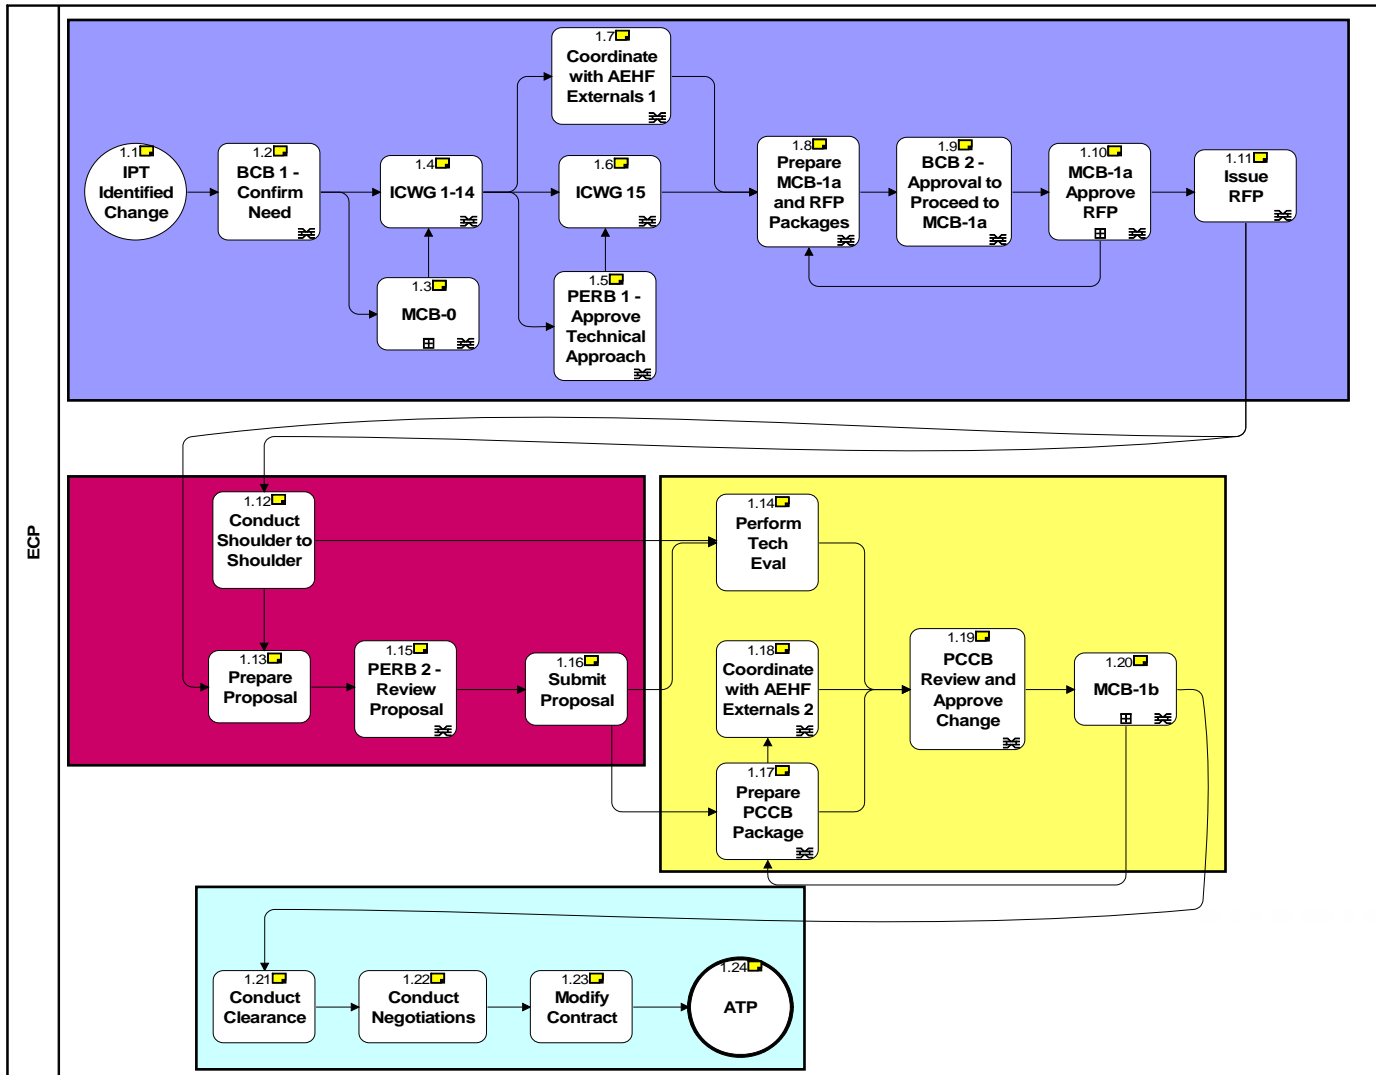 ECP
1.1
IPT
Identified
Change
1.2
BCB 1 -
Confirm
Need
1.3
MCB-0
1.4
ICWG 1-14
1.7
Coordinate
with AEHF
Externals 1
1.6
ICWG 15
1.5
PERB 1 -
Approve
Technical
Approach
1.8
Prepare
MCB-1a
and RFP
Packages
1.9
BCB 2 -
Approval to
Proceed to
MCB-1a
1.10
MCB-1a
Approve
RFP
1.11
Issue
RFP
1.12
Conduct
Shoulder to
Shoulder
1.13
Prepare
Proposal
1.15
PERB 2 -
Review
Proposal
1.16
Submit
Proposal
1.14
Perform
Tech
Eval
1.18
Coordinate
with AEHF
Externals 2
1.17
Prepare
PCCB
Package
1.19
PCCB
Review and
Approve
Change
1.20
MCB-1b
1.21
Conduct
Clearance
1.22
Conduct
Negotiations
1.23
Modify
Contract
1.24
ATP